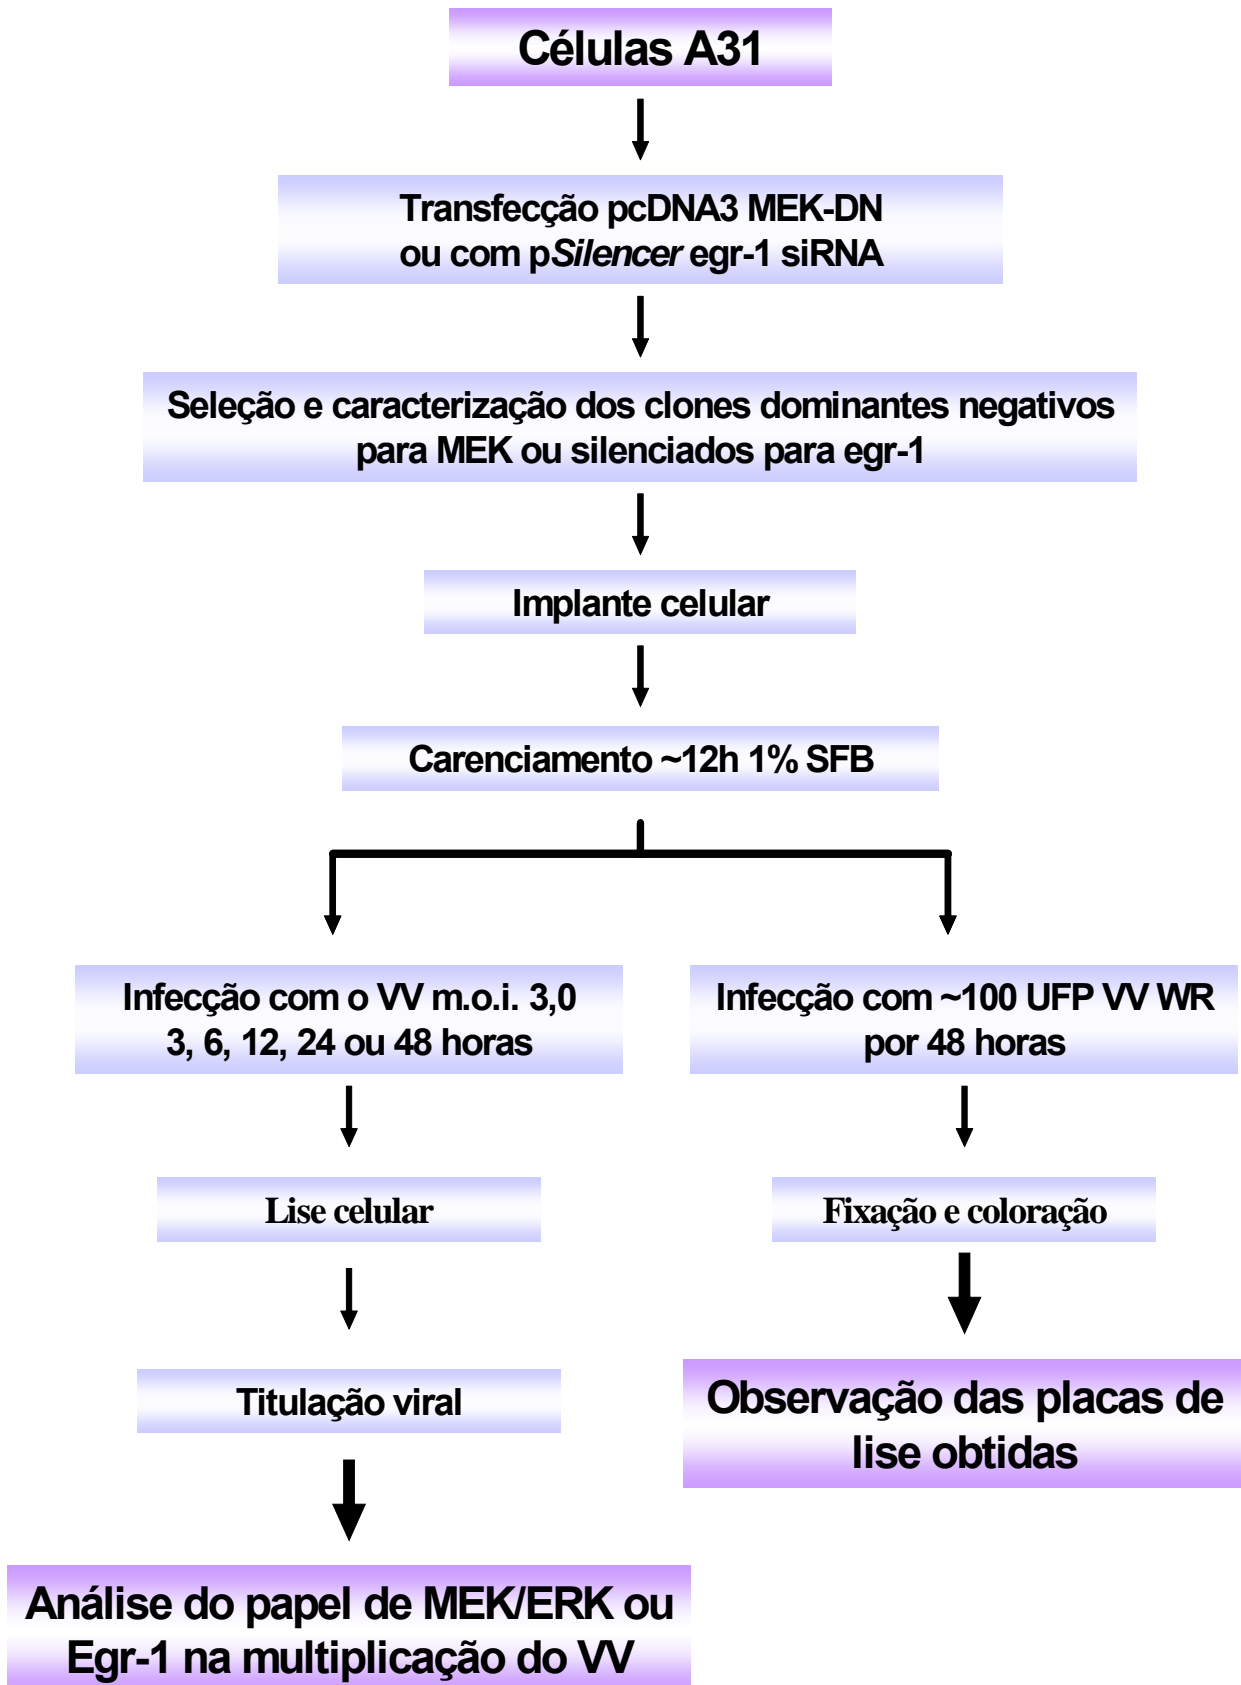 Células A31
Transfecção pcDNA3 MEK-DN
ou com pSilencer egr-1 siRNA
Seleção e caracterização dos clones dominantes negativos
para MEK ou silenciados para egr-1
Implante celular
Carenciamento ~12h 1% SFB
Infecção com o VV m.o.i. 3,0
3, 6, 12, 24 ou 48 horas
Lise celular
Titulação viral
Análise do papel de MEK/ERK ou
Egr-1 na multiplicação do VV
Infecção com ~100 UFP VV WR
por 48 horas
Fixação e coloração
Observação das placas de
lise obtidas